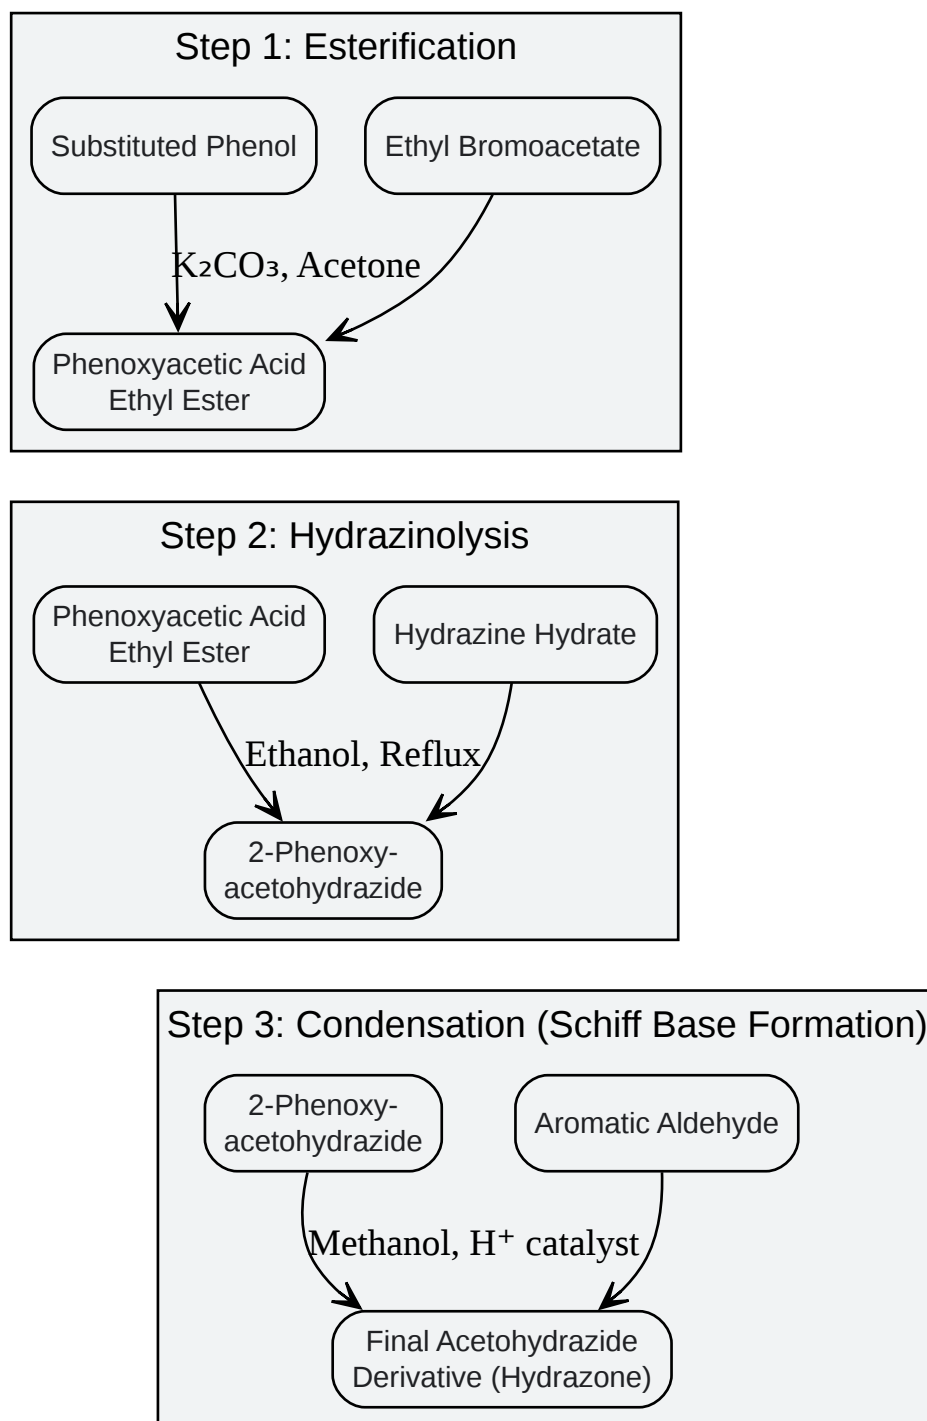 Step 1: Esterification
Substituted Phenol
Ethyl Bromoacetate
K₂CO₃, Acetone
Phenoxyacetic Acid
Ethyl Ester
Step 2: Hydrazinolysis
Phenoxyacetic Acid
Ethyl Ester
Hydrazine Hydrate
Ethanol, Reflux
2-Phenoxy-
acetohydrazide
Step 3: Condensation (Schiff Base Formation)
2-Phenoxy-
acetohydrazide
Aromatic Aldehyde
Methanol, H⁺ catalyst
Final Acetohydrazide
Derivative (Hydrazone)